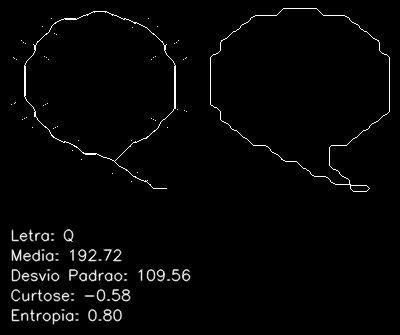 Letra: Q
Media: 192.72
Desvio Padrao: 109.56
Curtose: −0.58
Entropia: 0.80